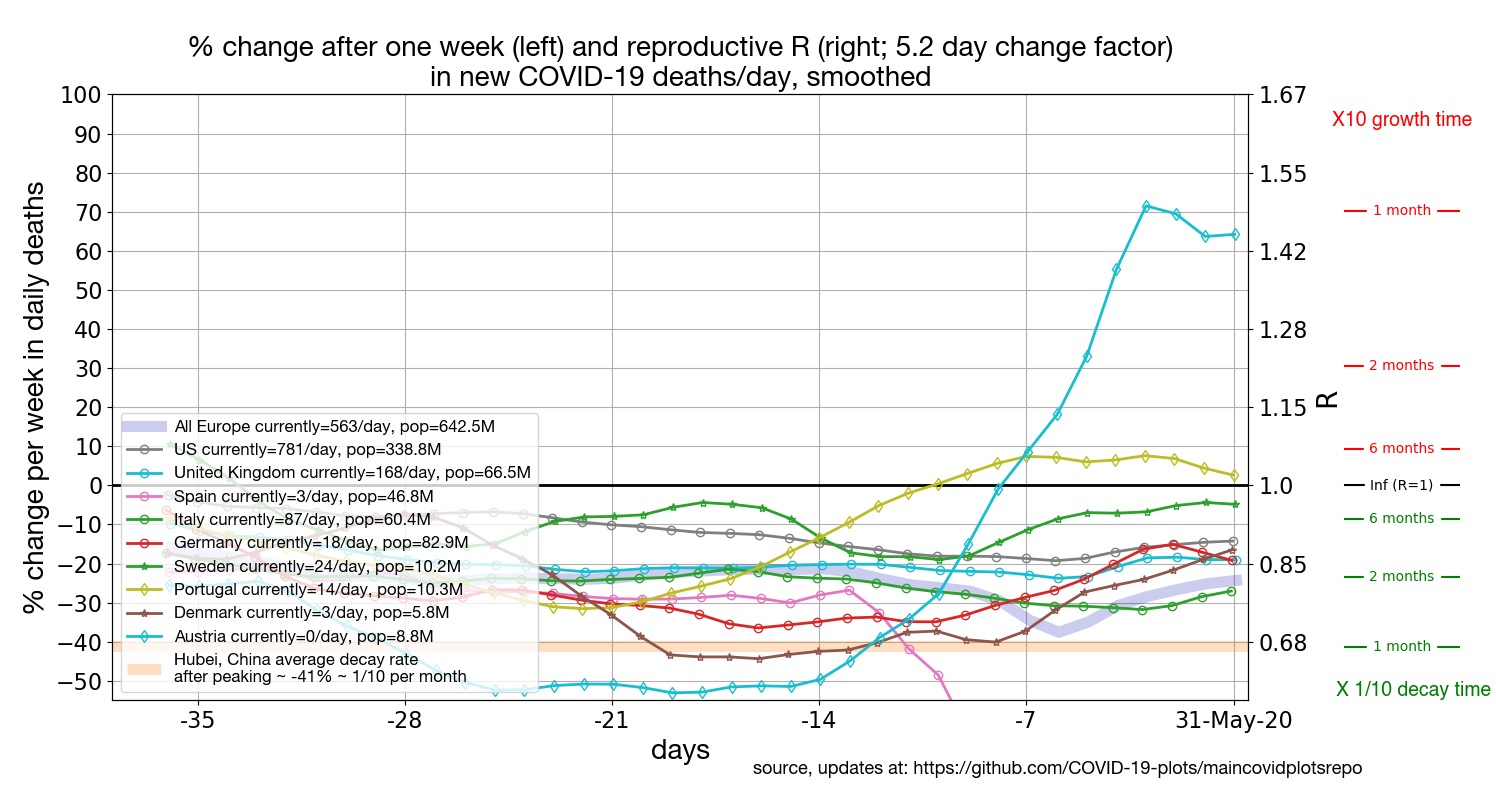 % change after one week (left) and reproductive R (right; 5.2 day change factor)
in new COVID-19 deaths/day, smoothed
% change per week in daily deaths
100
90
80
70
60
50
40
30
20
10
0
−10
−20
−30
−40
−50
All Europe currently=563/day, pop=642.5M
US currently=781/day, pop=338.8M
United Kingdom currently=168/day, pop=66.5M
Spain currently=3/day, pop=46.8M
Italy currently=87/day, pop=60.4M
Germany currently=18/day, pop=82.9M
Sweden currently=24/day, pop=10.2M
Portugal currently=14/day, pop=10.3M
Denmark currently=3/day, pop=5.8M
Austria currently=0/day, pop=8.8M
Hubei, China average decay rate
after peaking ~ -41% ~ 1/10 per month
-35
-28
-21
-14
-7
31-May-20
days
1.67
1.55
1.42
1.28
1.15
1.0
0.85
0.68
R
X10 growth time
1 month
2 months
6 months
Inf (R=1)
6 months
2 months
1 month
X 1/10 decay time
source, updates at: https://github.com/COVID-19-plots/maincovidplotsrepo